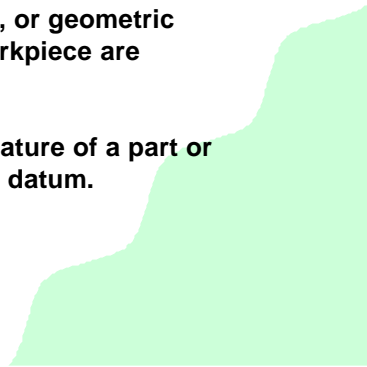 , or geometric
rkpiece are
ature of a part or
datum.